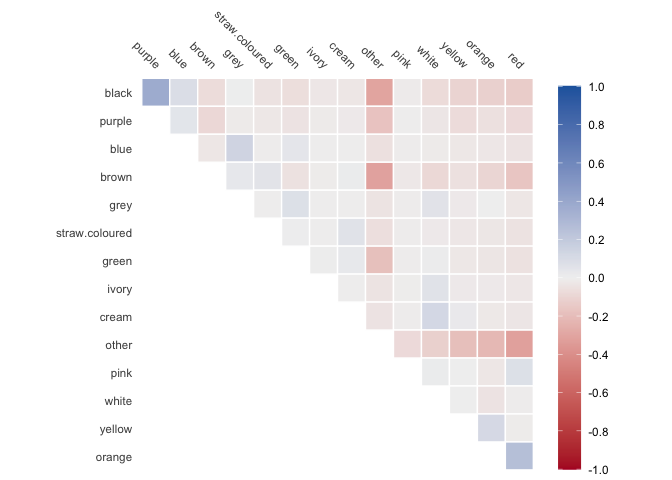 purple
blue
brown
grey
straw.coloured
green
ivory
cream
other
pink
white
yellow
orange
red
black
purple
blue
brown
grey
straw.coloured
green
ivory
cream
other
pink
white
yellow
orange
1.0
0.8
0.6
0.4
0.2
0.0
-0.2
-0.4
-0.6
-0.8
-1.0